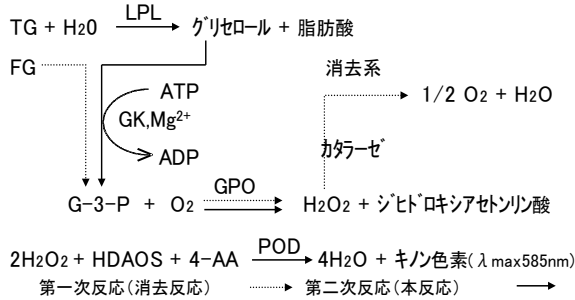 TG + H₂0 LPL グリセロール + 脂肪酸
FG 消去系
ATP 1/2 O₂ + H₂O
GK,Mg²⁺
カタラーゼ
ADP
G-3-P + O₂ GPO H₂O₂ + ジヒドロキシアセトンリン酸
2H₂O₂ + HDAOS + 4-AA POD 4H₂O + キノン色素(λmax585nm)
第一次反応(消去反応) 第二次反応(本反応)